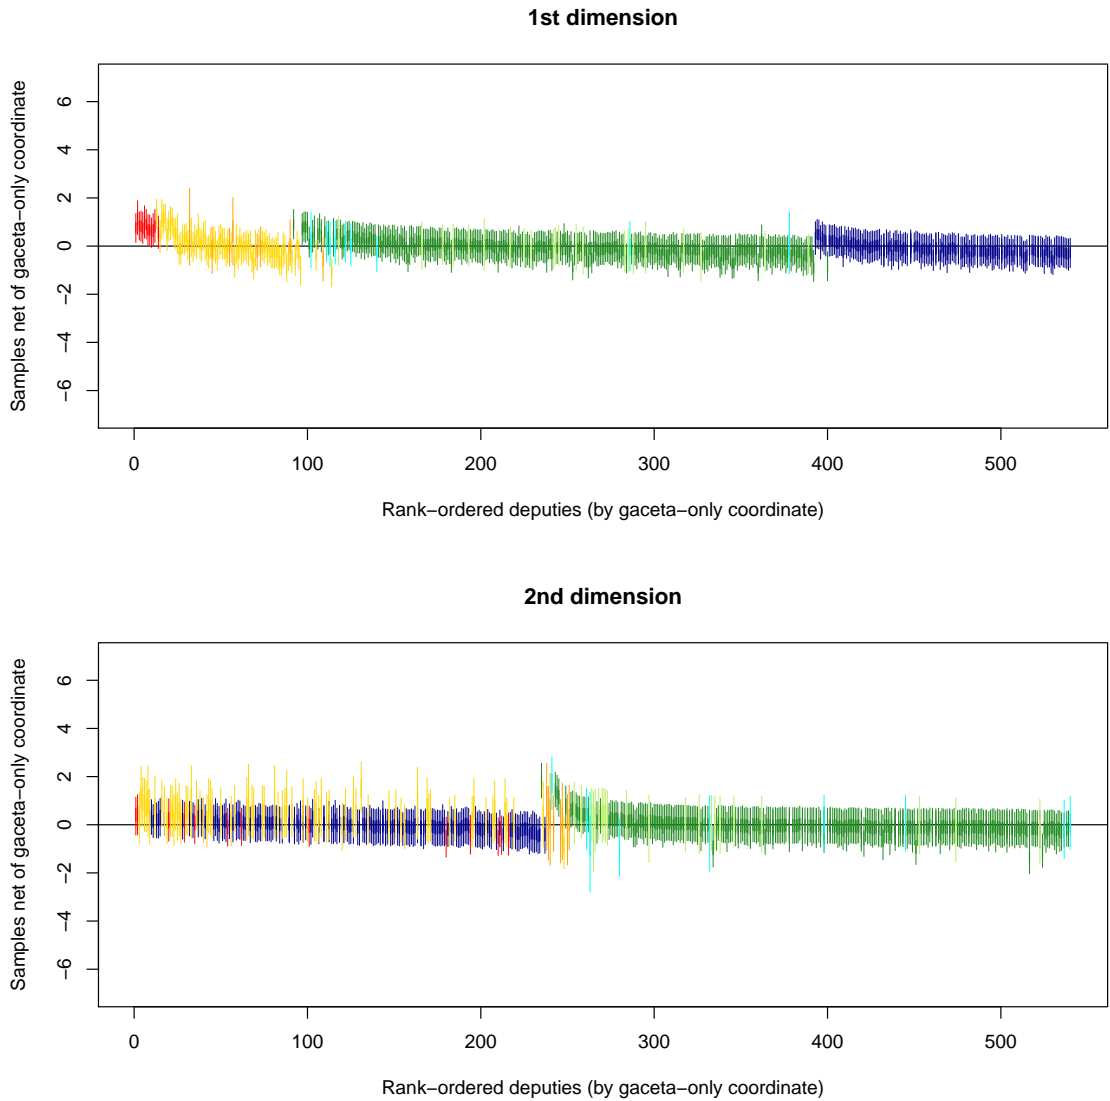 1st dimension
Samples net of gaceta−only coordinate
6
4
2
0
−2
−4
−6
0 100 200 300 400 500
Rank−ordered deputies (by gaceta−only coordinate)
2nd dimension
Samples net of gaceta−only coordinate
6
4
2
0
−2
−4
−6
0 100 200 300 400 500
Rank−ordered deputies (by gaceta−only coordinate)